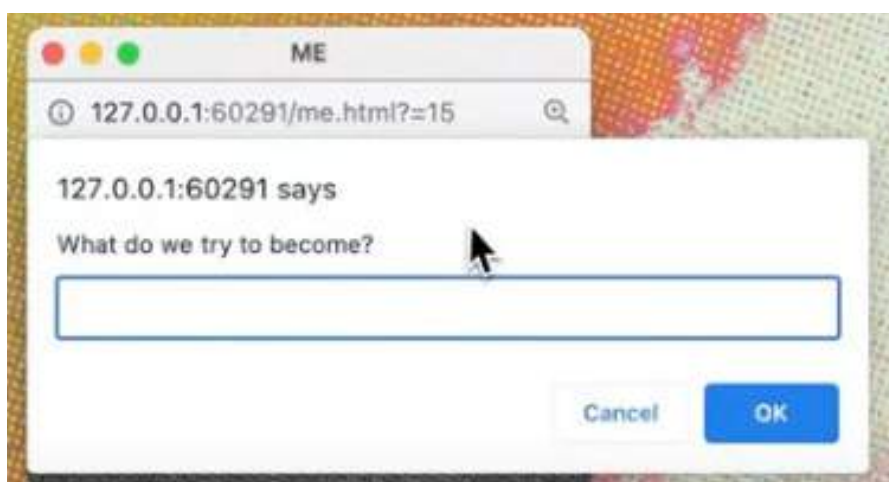 ME
127.0.0.1:60291/me.html?=15
127.0.0.1:60291 says
What do we try to become?
Cancel
OK